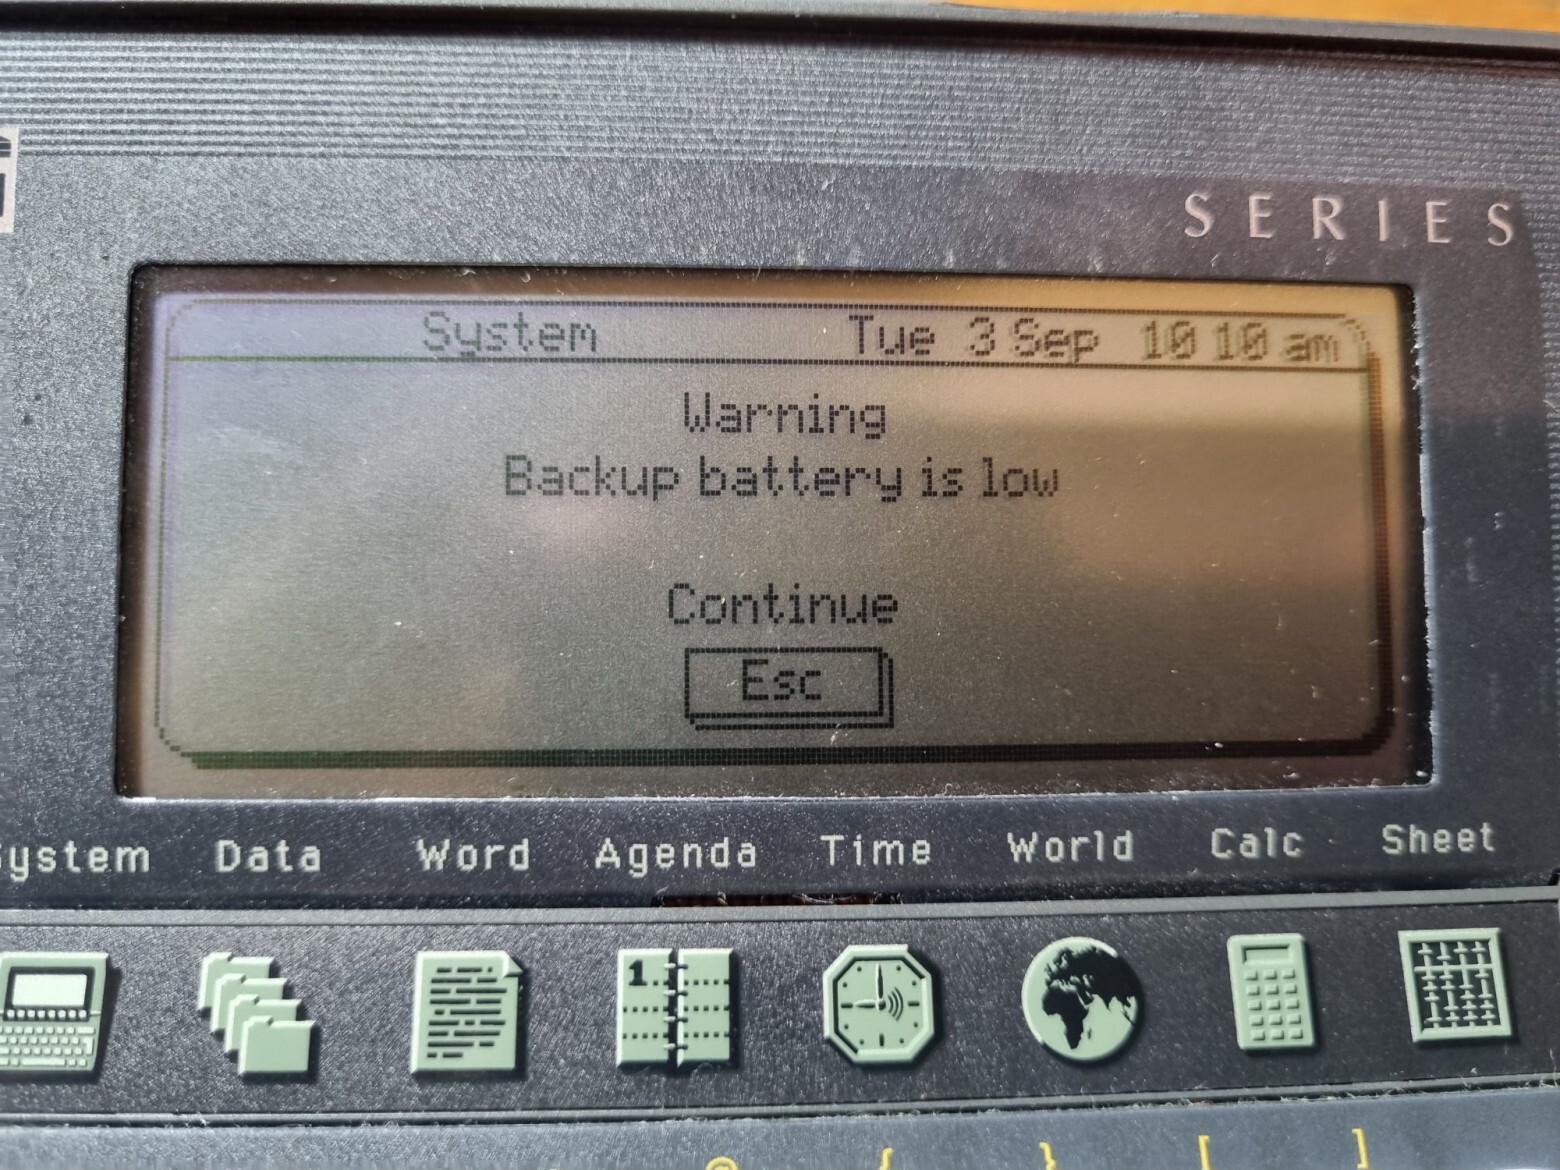 SERIES
System Tue 3 Sep 10 10 am
Warning
Backup battery is low
Continue
Esc
System Data Word Agenda Time World Calc Sheet
1
@ { } [ ]